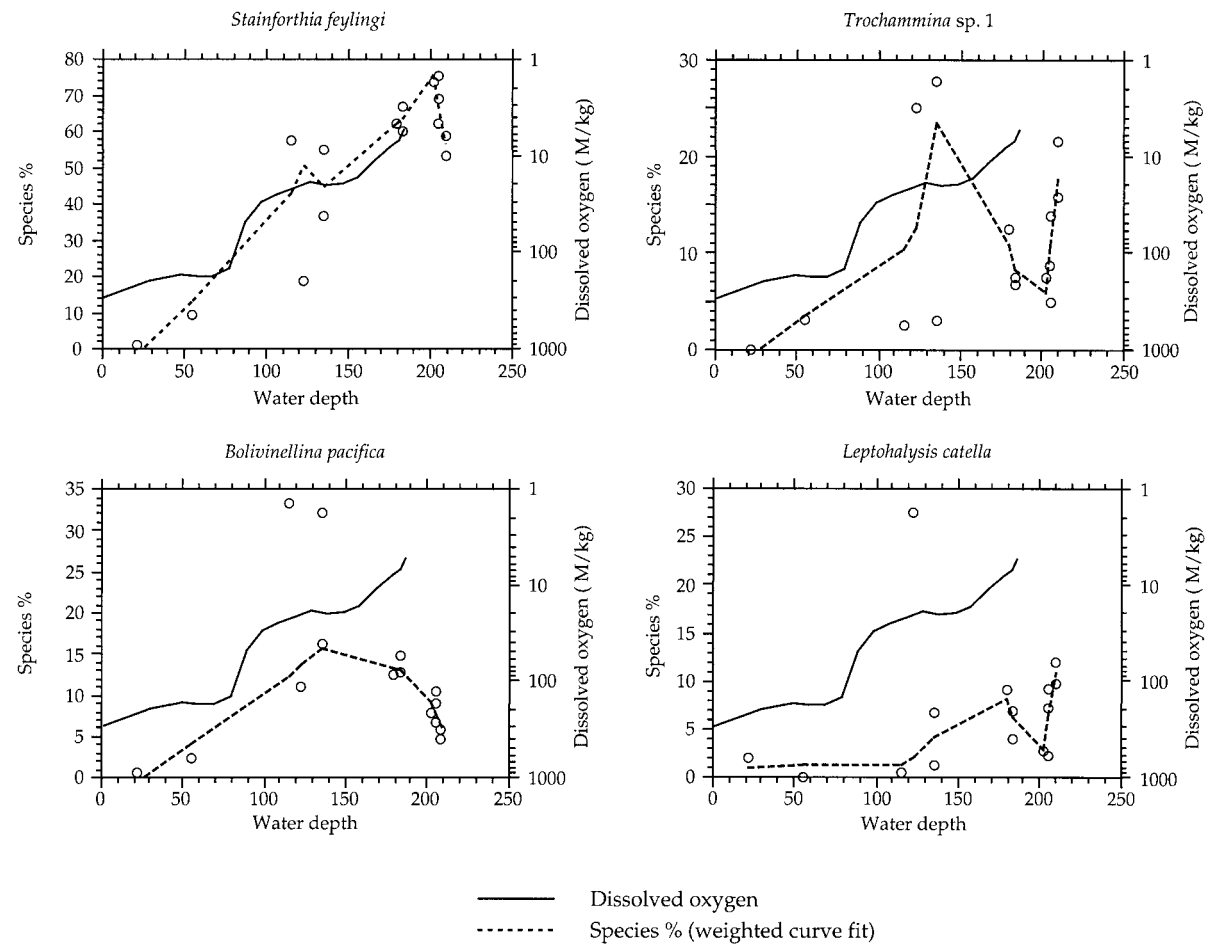 Stainforthia feylingi
80
70
60
50
40
30
20
10
0
Species %
1
10
100
1000
Dissolved oxygen ( M/kg)
0 50 100 150 200 250
Water depth
Trochammina sp. 1
30
20
10
0
Species %
1
10
100
1000
Dissolved oxygen ( M/kg)
0 50 100 150 200 250
Water depth
Bolivinellina pacifica
35
30
25
20
15
10
5
0
Species %
1
10
100
1000
Dissolved oxygen ( M/kg)
0 50 100 150 200 250
Water depth
Leptohalysis catella
30
25
20
15
10
5
0
Species %
1
10
100
1000
Dissolved oxygen ( M/kg)
0 50 100 150 200 250
Water depth
Dissolved oxygen
Species % (weighted curve fit)